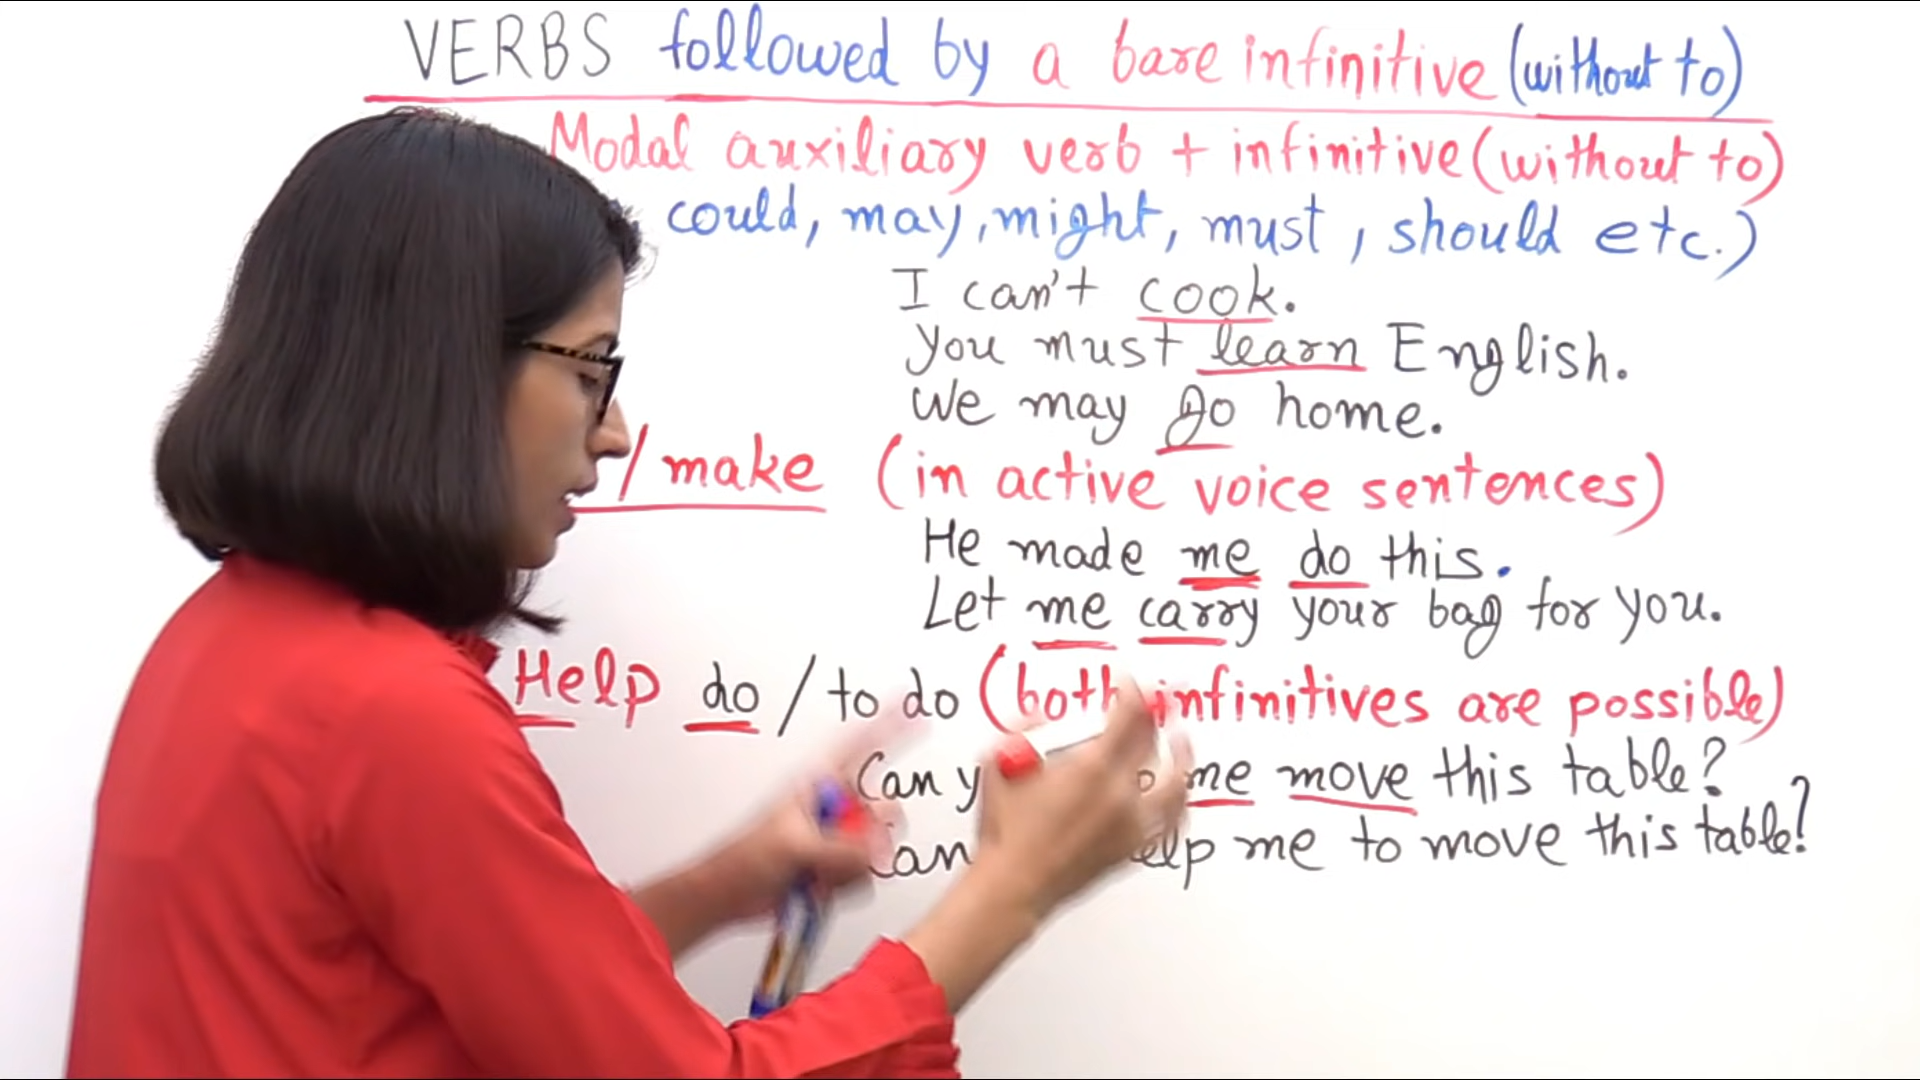 VERBS followed by a bare infinitive (without to)
Modal auxiliary verb + infinitive (without to)
could, may, might, must, should etc.)
I can't cook.
You must learn English.
We may go home.
/ make (in active voice sentences)
He made me do this.
Let me carry your bag for you.
Help do / to do (both infinitives are possible)
Can me move this table?
Can me to move this table?